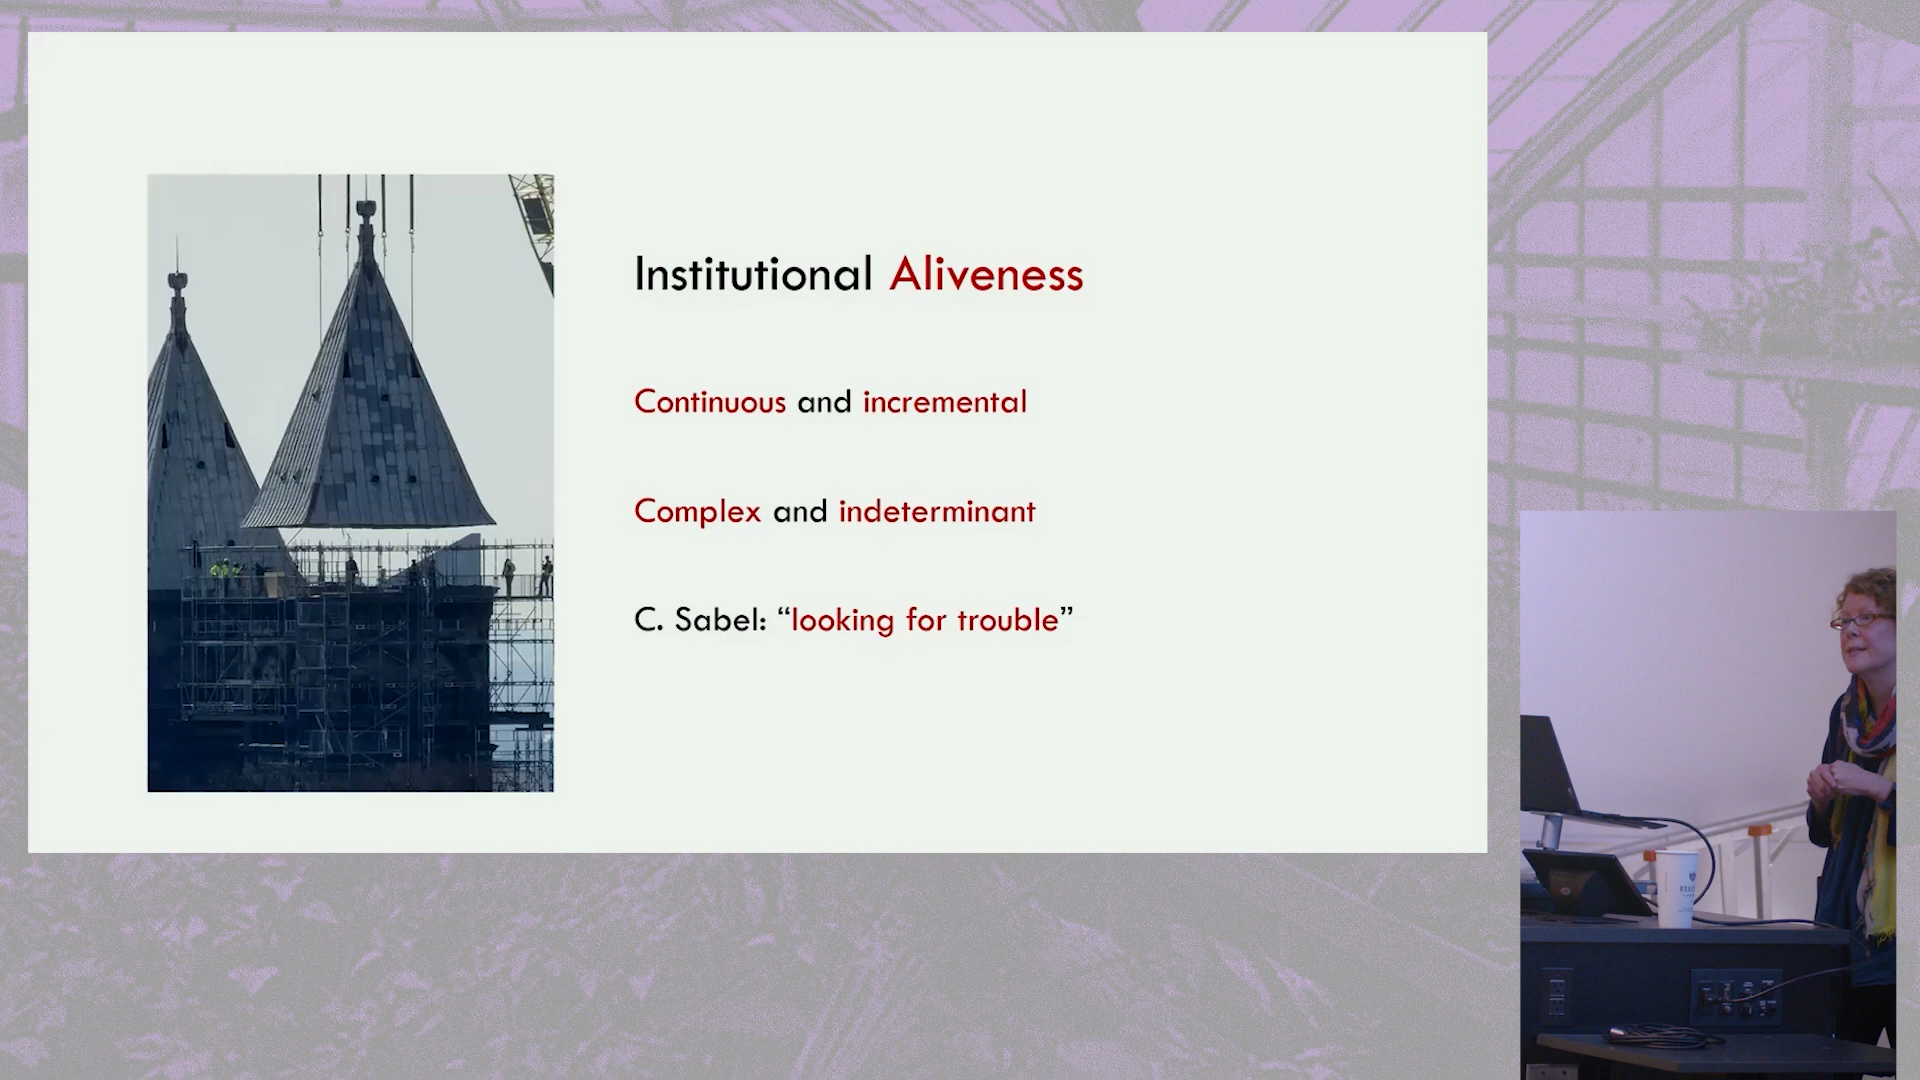 Institutional Aliveness
Continuous and incremental
Complex and indeterminant
C. Sabel: “looking for trouble”